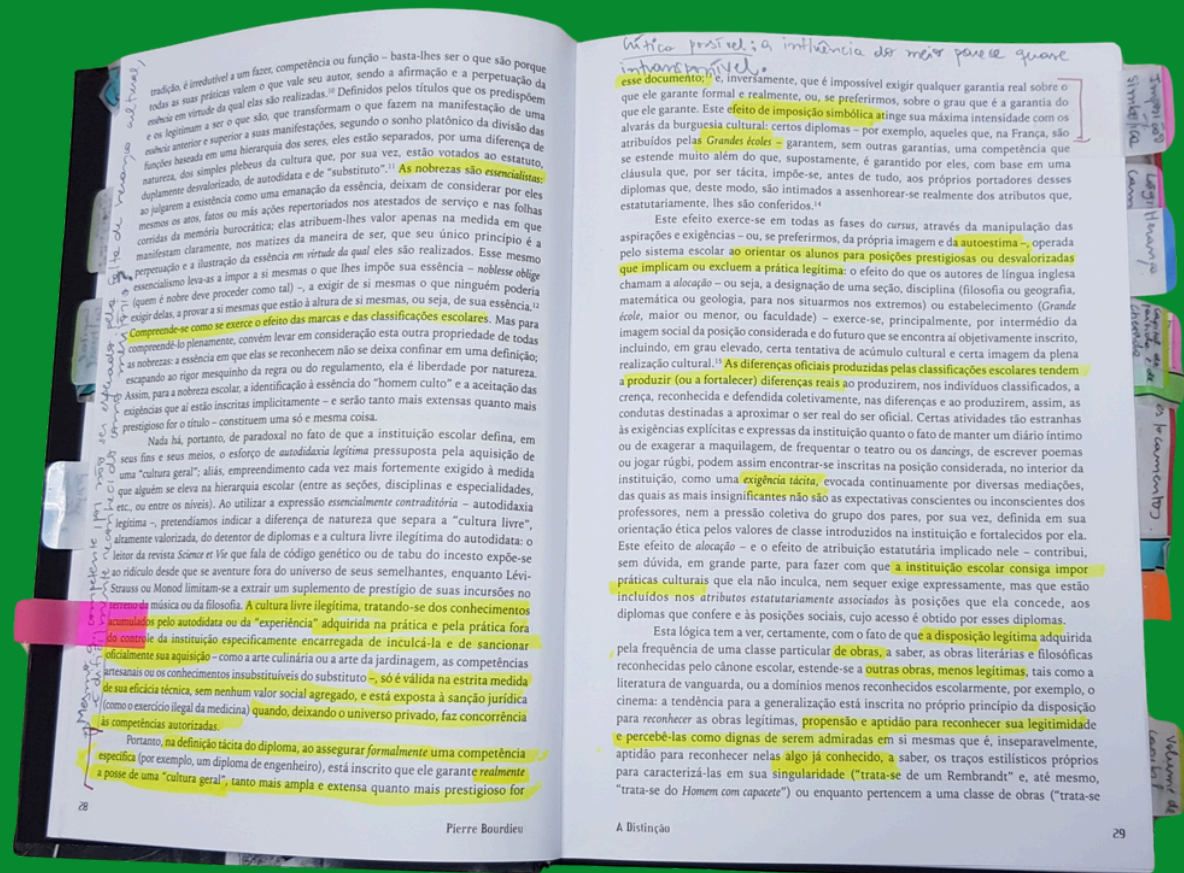 tradição, é irredutível a um fazer, competência ou função – basta-lhes ser o que são porque
todas as suas práticas valem o que vale seu autor, sendo a afirmação e a perpetuação da
essência em virtude da qual elas são realizadas.¹⁰ Definidos pelos títulos que os predispõem
e os legitimam a ser o que são, que transformam o que fazem na manifestação de uma
essência anterior e superior a suas manifestações, segundo o sonho platônico da divisão das
funções baseada em uma hierarquia dos seres, eles estão separados, por uma diferença de
natureza, dos simples plebeus da cultura que, por sua vez, estão votados ao estatuto,
duplamente desvalorizado, de autodidata e de “substituto”.¹¹ As nobrezas são essencialistas:
ao julgarem a existência como uma emanação da essência, deixam de considerar por eles
mesmos os atos, fatos ou más ações repertoriados nos atestados de serviço e nas folhas
corridas da memória burocrática; elas atribuem-lhes valor apenas na medida em que
manifestam claramente, nos matizes da maneira de ser, que seu único princípio é a
perpetuação e a ilustração da essência em virtude da qual eles são realizados. Esse mesmo
essencialismo leva-as a impor a si mesmas o que lhes impõe sua essência – noblesse oblige
(quem é nobre deve proceder como tal) –, a exigir de si mesmas o que ninguém poderia
exigir delas, a provar a si mesmas que estão à altura de si mesmas, ou seja, de sua essência.¹²
Compreende-se como se exerce o efeito das marcas e das classificações escolares. Mas para
compreendê-lo plenamente, convém levar em consideração esta outra propriedade de todas
as nobrezas: a essência em que elas se reconhecem não se deixa confinar em uma definição;
escapando ao rigor mesquinho da regra ou do regulamento, ela é liberdade por natureza.
Assim, para a nobreza escolar, a identificação à essência do “homem culto” e a aceitação das
exigências que aí estão inscritas implicitamente – e serão tanto mais extensas quanto mais
prestigioso for o título – constituem uma só e mesma coisa.
Nada há, portanto, de paradoxal no fato de que a instituição escolar defina, em
seus fins e seus meios, o esforço de autodidaxia legítima pressuposta pela aquisição de
uma “cultura geral”; aliás, empreendimento cada vez mais fortemente exigido à medida
que alguém se eleva na hierarquia escolar (entre as seções, disciplinas e especialidades,
etc., ou entre os níveis). Ao utilizar a expressão essencialmente contraditória – autodidaxia
legítima –, pretendíamos indicar a diferença de natureza que separa a “cultura livre”,
altamente valorizada, do detentor de diplomas e a cultura livre ilegítima do autodidata: o
leitor da revista Science et Vie que fala de código genético ou de tabu do incesto expõe-se
ao ridículo desde que se aventure fora do universo de seus semelhantes, enquanto Lévi-
Strauss ou Monod limitam-se a extrair um suplemento de prestígio de suas incursões no
terreno da música ou da filosofia. A cultura livre ilegítima, tratando-se dos conhecimentos
acumulados pelo autodidata ou da “experiência” adquirida na prática e pela prática fora
do controle da instituição especificamente encarregada de inculcá-la e de sancionar
oficialmente sua aquisição – como a arte culinária ou a arte da jardinagem, as competências
artesanais ou os conhecimentos insubstituíveis do substituto –, só é válida na estrita medida
de sua eficácia técnica, sem nenhum valor social agregado, e está exposta à sanção jurídica
(como o exercício ilegal da medicina) quando, deixando o universo privado, faz concorrência
às competências autorizadas.
Portanto, na definição tácita do diploma, ao assegurar formalmente uma competência
específica (por exemplo, um diploma de engenheiro), está inscrito que ele garante realmente
a posse de uma “cultura geral”, tanto mais ampla e extensa quanto mais prestigioso for
28
Pierre Bourdieu
Mesmo competente, por não ser exaltado pelo de herança cultural,
Crítica possível: a influência do meio parece quase
intransponível.
esse documento;¹³ e, inversamente, que é impossível exigir qualquer garantia real sobre o
que ele garante formal e realmente, ou, se preferirmos, sobre o grau que é a garantia do
que ele garante. Este efeito de imposição simbólica atinge sua máxima intensidade com os
alvarás da burguesia cultural: certos diplomas – por exemplo, aqueles que, na França, são
atribuídos pelas Grandes écoles – garantem, sem outras garantias, uma competência que
se estende muito além do que, supostamente, é garantido por eles, com base em uma
cláusula que, por ser tácita, impõe-se, antes de tudo, aos próprios portadores desses
diplomas que, deste modo, são intimados a assenhorear-se realmente dos atributos que,
estatutariamente, lhes são conferidos.¹⁴
Este efeito exerce-se em todas as fases do cursus, através da manipulação das
aspirações e exigências – ou, se preferirmos, da própria imagem e da autoestima –, operada
pelo sistema escolar ao orientar os alunos para posições prestigiosas ou desvalorizadas
que implicam ou excluem a prática legítima: o efeito do que os autores de língua inglesa
chamam a alocação – ou seja, a designação de uma seção, disciplina (filosofia ou geografia,
matemática ou geologia, para nos situarmos nos extremos) ou estabelecimento (Grande
école, maior ou menor, ou faculdade) – exerce-se, principalmente, por intermédio da
imagem social da posição considerada e do futuro que se encontra aí objetivamente inscrito,
incluindo, em grau elevado, certa tentativa de acúmulo cultural e certa imagem da plena
realização cultural.¹⁵ As diferenças oficiais produzidas pelas classificações escolares tendem
a produzir (ou a fortalecer) diferenças reais ao produzirem, nos indivíduos classificados, a
crença, reconhecida e defendida coletivamente, nas diferenças e ao produzirem, assim, as
condutas destinadas a aproximar o ser real do ser oficial. Certas atividades tão estranhas
às exigências explícitas e expressas da instituição quanto o fato de manter um diário íntimo
ou de exagerar a maquilagem, de frequentar o teatro ou os dancings, de escrever poemas
ou jogar rúgbi, podem assim encontrar-se inscritas na posição considerada, no interior da
instituição, como uma exigência tácita, evocada continuamente por diversas mediações,
das quais as mais insignificantes não são as expectativas conscientes ou inconscientes dos
professores, nem a pressão coletiva do grupo dos pares, por sua vez, definida em sua
orientação ética pelos valores de classe introduzidos na instituição e fortalecidos por ela.
Este efeito de alocação – e o efeito de atribuição estatutária implicado nele – contribui,
sem dúvida, em grande parte, para fazer com que a instituição escolar consiga impor
práticas culturais que ela não inculca, nem sequer exige expressamente, mas que estão
incluídos nos atributos estatutariamente associados às posições que ela concede, aos
diplomas que confere e às posições sociais, cujo acesso é obtido por esses diplomas.
Esta lógica tem a ver, certamente, com o fato de que a disposição legítima adquirida
pela frequência de uma classe particular de obras, a saber, as obras literárias e filosóficas
reconhecidas pelo cânone escolar, estende-se a outras obras, menos legítimas, tais como a
literatura de vanguarda, ou a domínios menos reconhecidos escolarmente, por exemplo, o
cinema: a tendência para a generalização está inscrita no próprio princípio da disposição
para reconhecer as obras legítimas, propensão e aptidão para reconhecer sua legitimidade
e percebê-las como dignas de serem admiradas em si mesmas que é, inseparavelmente,
aptidão para reconhecer nelas algo já conhecido, a saber, os traços estilísticos próprios
para caracterizá-las em sua singularidade (“trata-se de um Rembrandt” e, até mesmo,
“trata-se do Homem com capacete”) ou enquanto pertencem a uma classe de obras (“trata-se
A Distinção
29
Imposição
simbólica
Herança
Capital de
Volume de